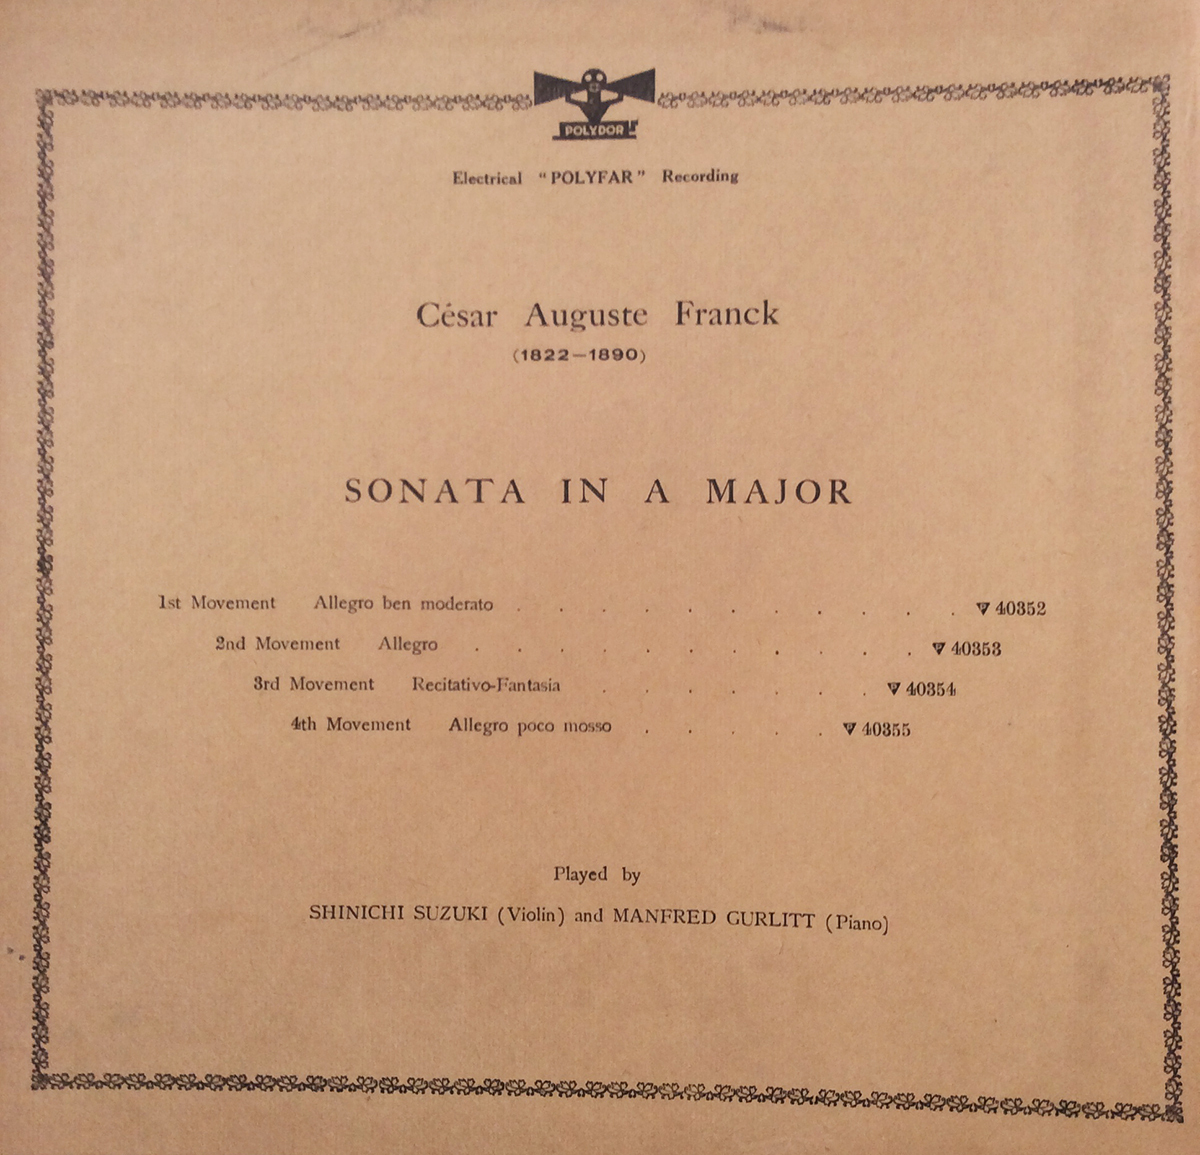 POLYDOR
Electrical “POLYFAR” Recording
César Auguste Franck
(1822—1890)
SONATA IN A MAJOR
1st Movement Allegro ben moderato . . . . . . . . . . . 40352
2nd Movement Allegro . . . . . . . . . . . 40353
3rd Movement Recitativo-Fantasia . . . . . . . 40354
4th Movement Allegro poco mosso . . . . . 40355
Played by
SHINICHI SUZUKI (Violin) and MANFRED GURLITT (Piano)